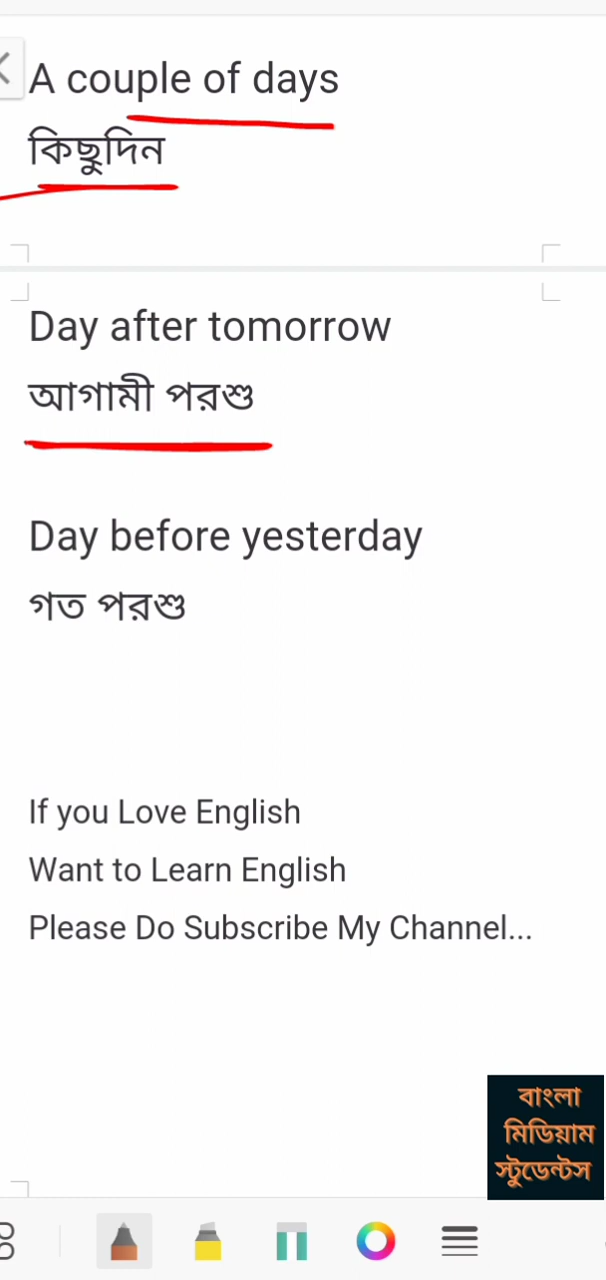 A couple of days
কিছুদিন
Day after tomorrow
আগামী পরশু
Day before yesterday
গত পরশু
If you Love English
Want to Learn English
Please Do Subscribe My Channel...
বাংলা
মিডিয়াম
স্টুডেন্টস